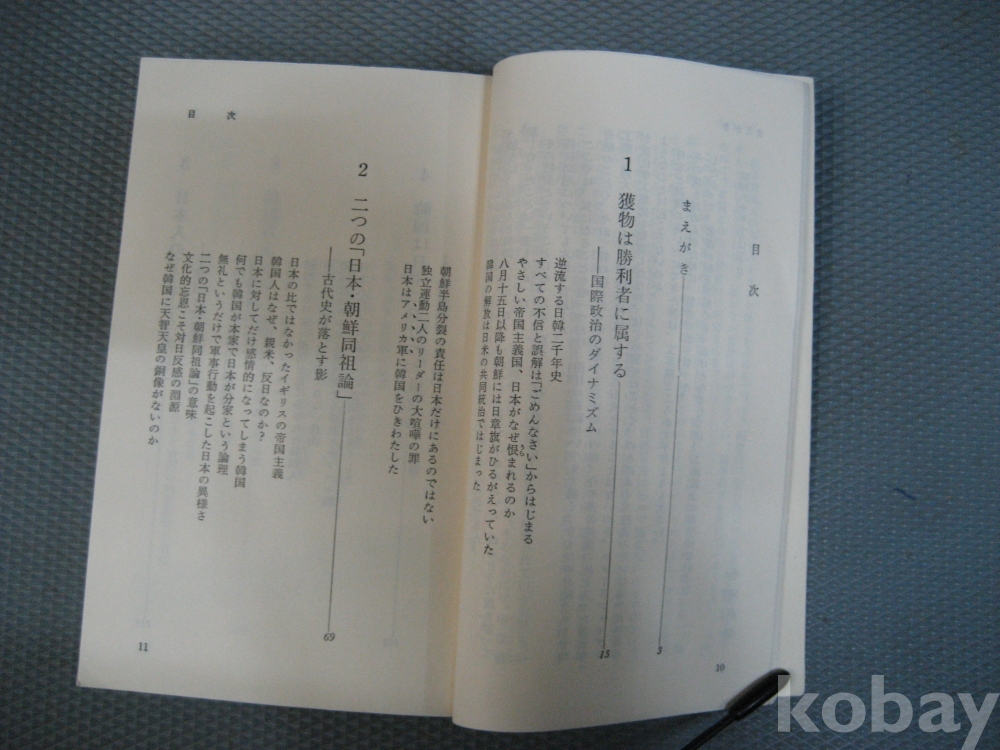 目次
まえがき 3
1 獲物は勝利者に属する 15
——国際政治のダイナミズム
逆流する日韓二千年史
すべての不信と誤解は「ごめんなさい」からはじまる
やさしい帝国主義国、日本がなぜ恨まれるのか
うら
八月十五日以降も朝鮮には日章旗がひるがえっていた
韓国の解放は日米の共同統治ではじまった
10
目次
朝鮮半島分裂の責任は日本だけにあるのではない
独立運動二人のリーダーの大喧嘩の罪
日本はアメリカ軍に韓国をひきわたした
2 二つの「日本・朝鮮同祖論」 69
——古代史が落とす影
日本の比ではなかったイギリスの帝国主義
韓国人はなぜ、親米、反日なのか?
日本に対してだけ感情的になってしまう韓国
何でも韓国が本家で日本が分家という論理
無礼というだけで軍事行動を起こした日本の異様さ
二つの「日本・朝鮮同祖論」の意味
文化的忘恩こそ対日反感の淵源
なぜ韓国に天智天皇の銅像がないのか
11
kobay